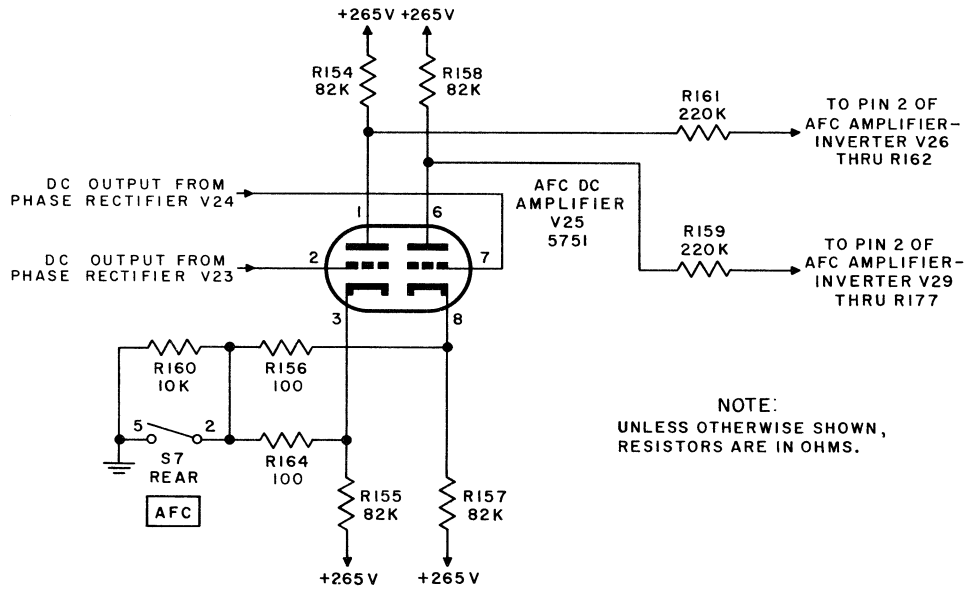 +265V +265V
R154
82K
R158
82K
R161
220K
TO PIN 2 OF
AFC AMPLIFIER-
INVERTER V26
THRU R162
DC OUTPUT FROM
PHASE RECTIFIER V24
1 6
AFC DC
AMPLIFIER
V25
5751
DC OUTPUT FROM
PHASE RECTIFIER V23
2 7
R159
220K
TO PIN 2 OF
AFC AMPLIFIER-
INVERTER V29
THRU R177
3 8
R160
10K
R156
100
5 2
S7
REAR
AFC
R164
100
R155
82K
R157
82K
+265V +265V
NOTE:
UNLESS OTHERWISE SHOWN,
RESISTORS ARE IN OHMS.